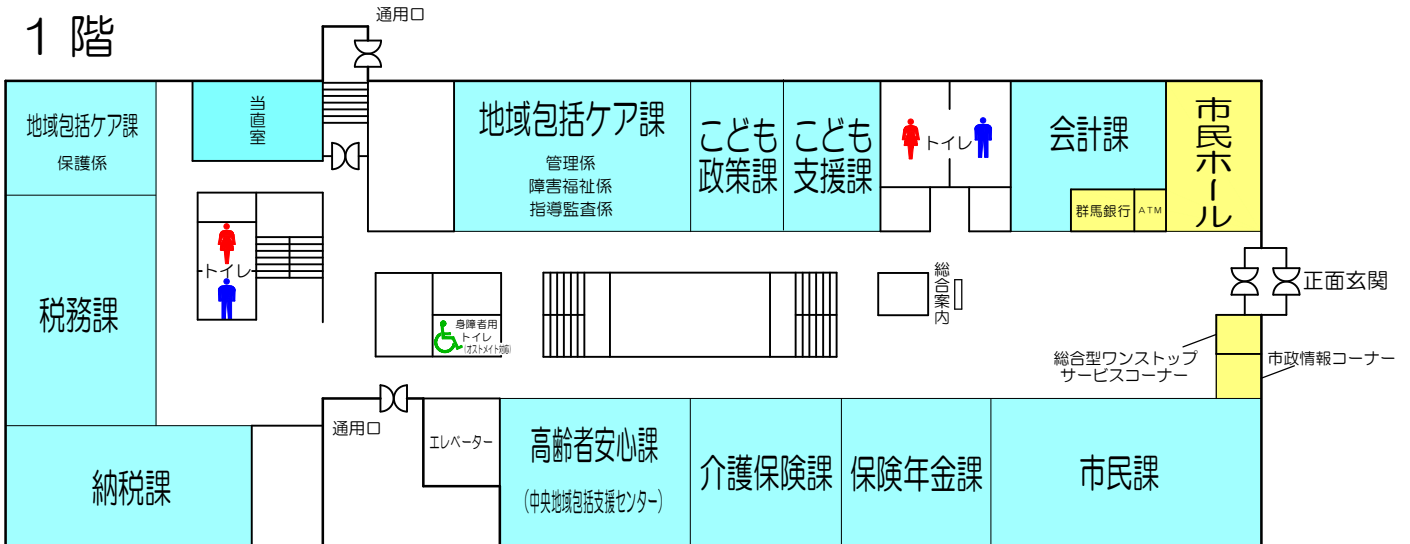 1階
通用口
地域包括ケア課
保護係
当直室
地域包括ケア課
管理係
障害福祉係
指導監査係
こども
政策課
こども
支援課
トイレ
会計課
群馬銀行
ATM
市民ホール
トイレ
税務課
身障者用
トイレ
(オストメイト対応)
総合案内
正面玄関
総合型ワンストップ
サービスコーナー
市政情報コーナー
通用口
エレベーター
高齢者安心課
(中央地域包括支援センター)
介護保険課
保険年金課
市民課
納税課